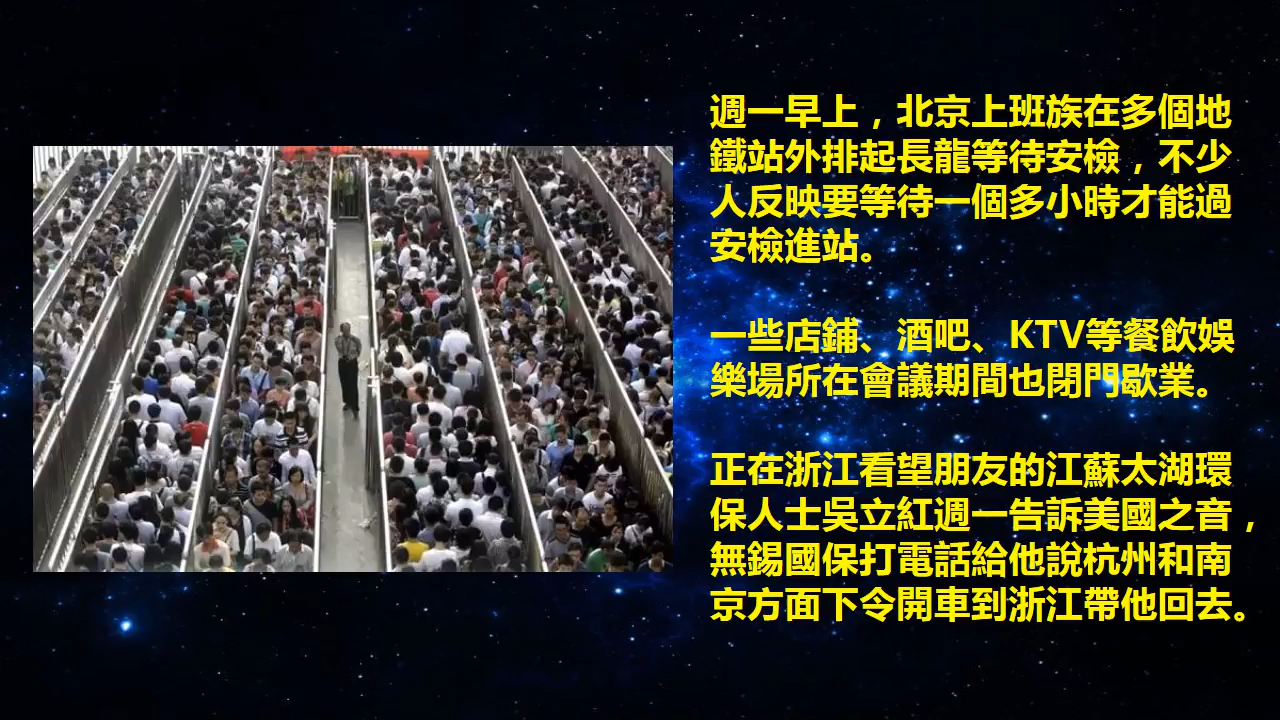 週一早上，北京上班族在多個地
鐵站外排起長龍等待安檢，不少
人反映要等待一個多小時才能過
安檢進站。
一些店鋪、酒吧、KTV等餐飲娛
樂場所在會議期間也閉門歇業。
正在浙江看望朋友的江蘇太湖環
保人士吳立紅週一告訴美國之音，
無錫國保打電話給他說杭州和南
京方面下令開車到浙江帶他回去。